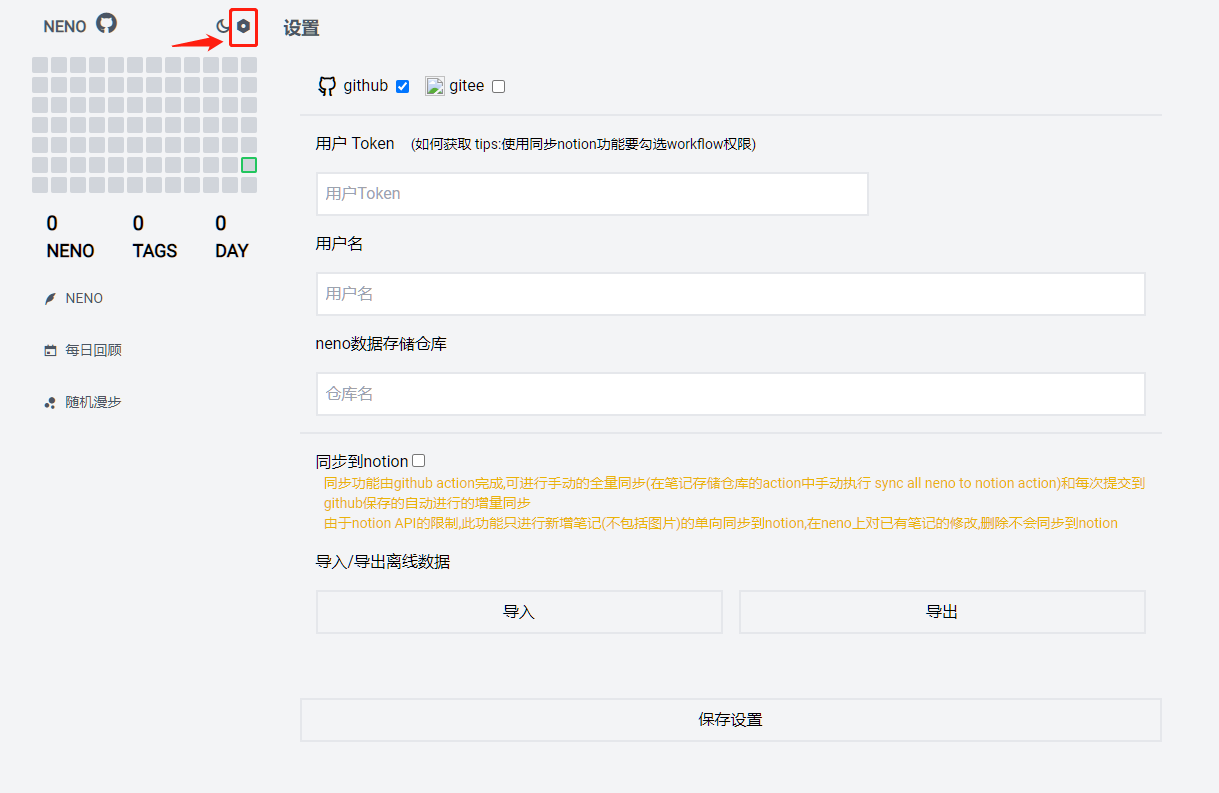 NENO
设置
github
gitee
用户 Token (如何获取 tips:使用同步notion功能要勾选workflow权限)
用户Token
用户名
用户名
neno数据存储仓库
仓库名
0 0 0
NENO TAGS DAY
NENO
每日回顾
随机漫步
同步到notion
同步功能由github action完成,可进行手动的全量同步(在笔记存储仓库的action中手动执行 sync all neno to notion action)和每次提交到
github保存的自动进行的增量同步
由于notion API的限制,此功能只进行新增笔记(不包括图片)的单向同步到notion,在neno上对已有笔记的修改,删除不会同步到notion
导入/导出离线数据
导入
导出
保存设置